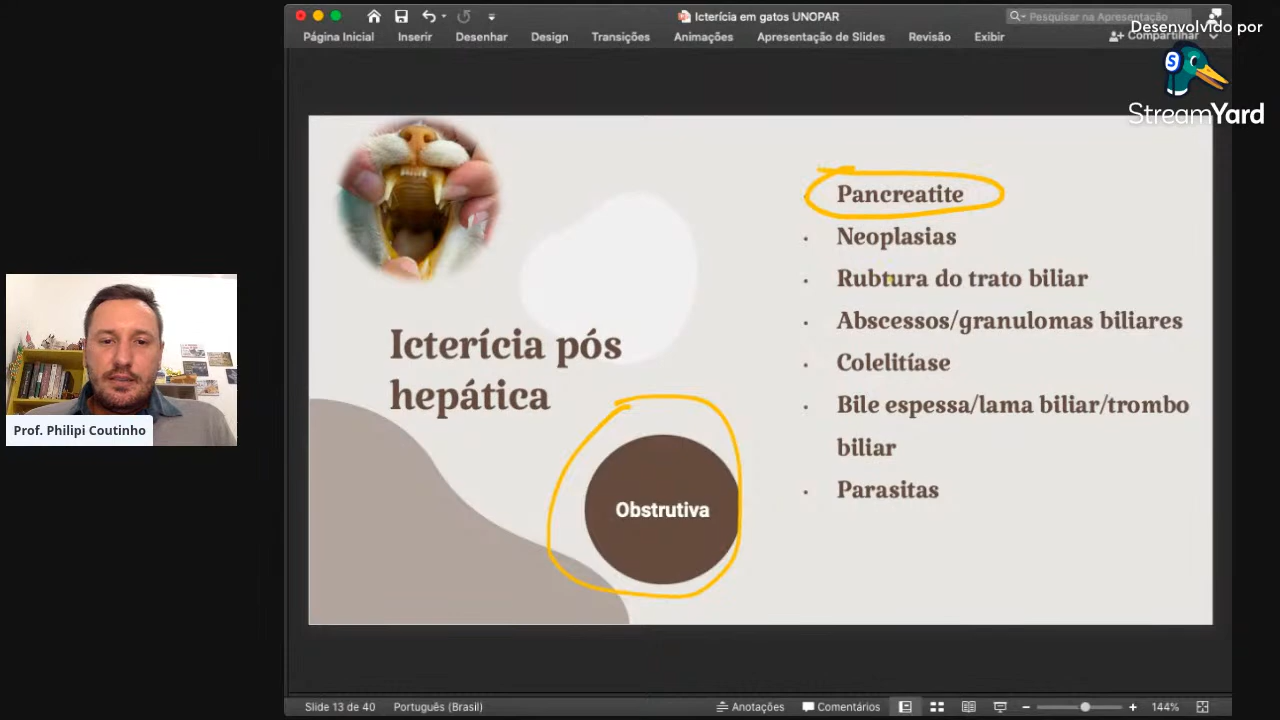 Icterícia em gatos UNOPAR
Pesquisar na Apresentação
Página Inicial Inserir Desenhar Design Transições Animações Apresentação de Slides Revisão Exibir Compartilhar
Desenvolvido por
StreamYard
Icterícia pós
hepática
Obstrutiva
Pancreatite
Neoplasias
Rubtura do trato biliar
Abscessos/granulomas biliares
Colelitíase
Bile espessa/lama biliar/trombo
biliar
Parasitas
Prof. Philipi Coutinho
Slide 13 de 40 Português (Brasil) Anotações Comentários 144%